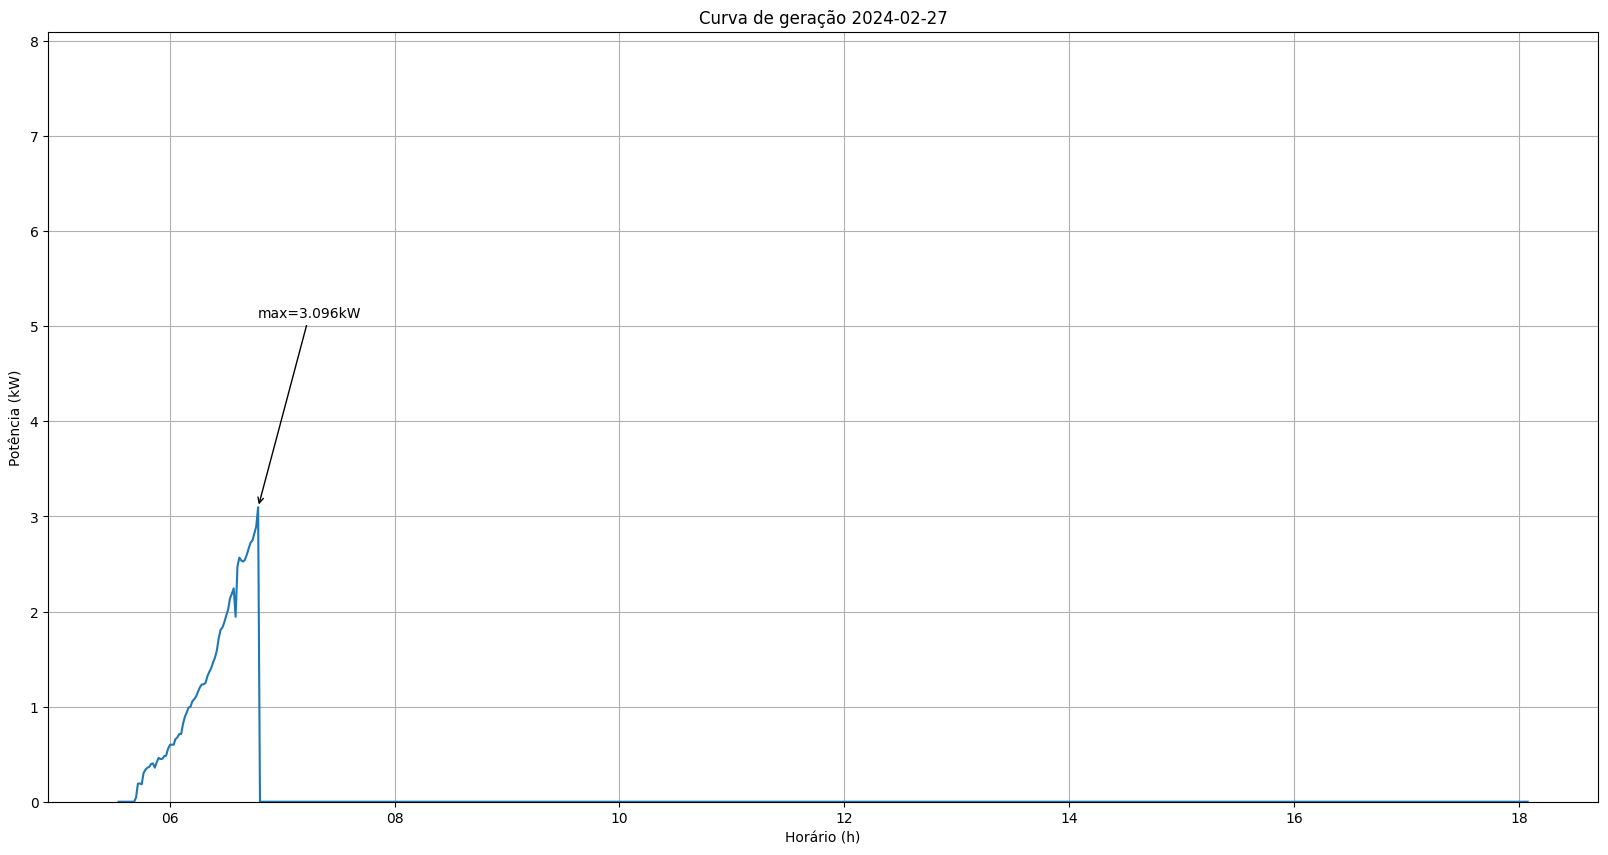 Curva de geração 2024-02-27
8
7
6
max=3.096kW
5
4
3
2
1
0
Potência (kW)
06 08 10 12 14 16 18
Horário (h)